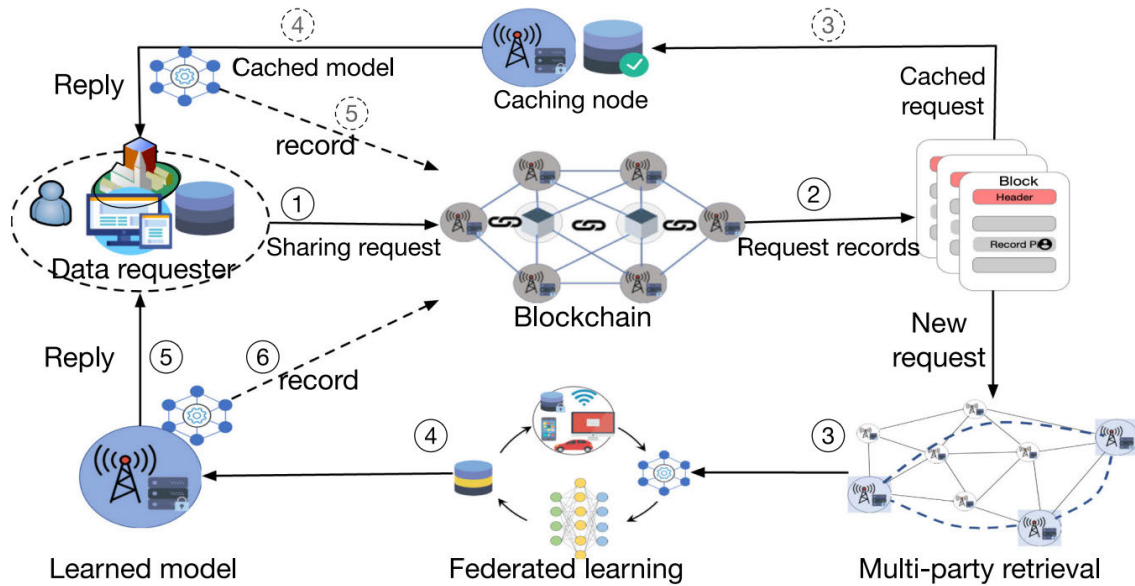 4
3
Reply
Cached model
Caching node
Cached
request
5
record
Block
Header
Record P
1
2
Sharing request
Request records
Data requester
Blockchain
New
request
Reply
5
6
record
4
3
Learned model
Federated learning
Multi-party retrieval